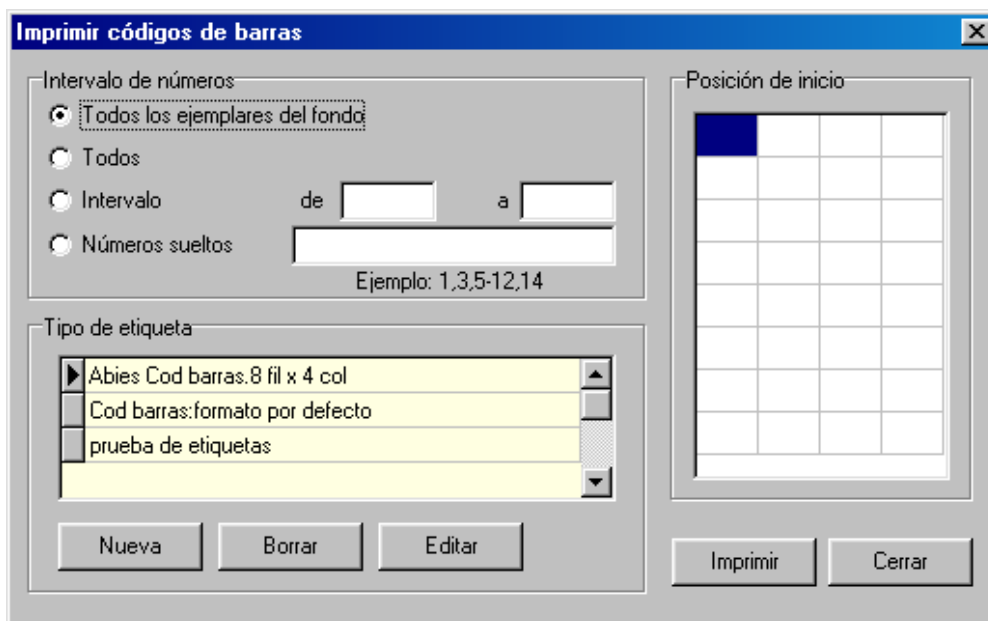 Imprimir códigos de barras
Intervalo de números
Todos los ejemplares del fondo
Todos
Intervalo de a
Números sueltos
Ejemplo: 1,3,5-12,14
Tipo de etiqueta
Abies Cod barras.8 fil x 4 col
Cod barras:formato por defecto
prueba de etiquetas
Nueva Borrar Editar
Posición de inicio
Imprimir Cerrar